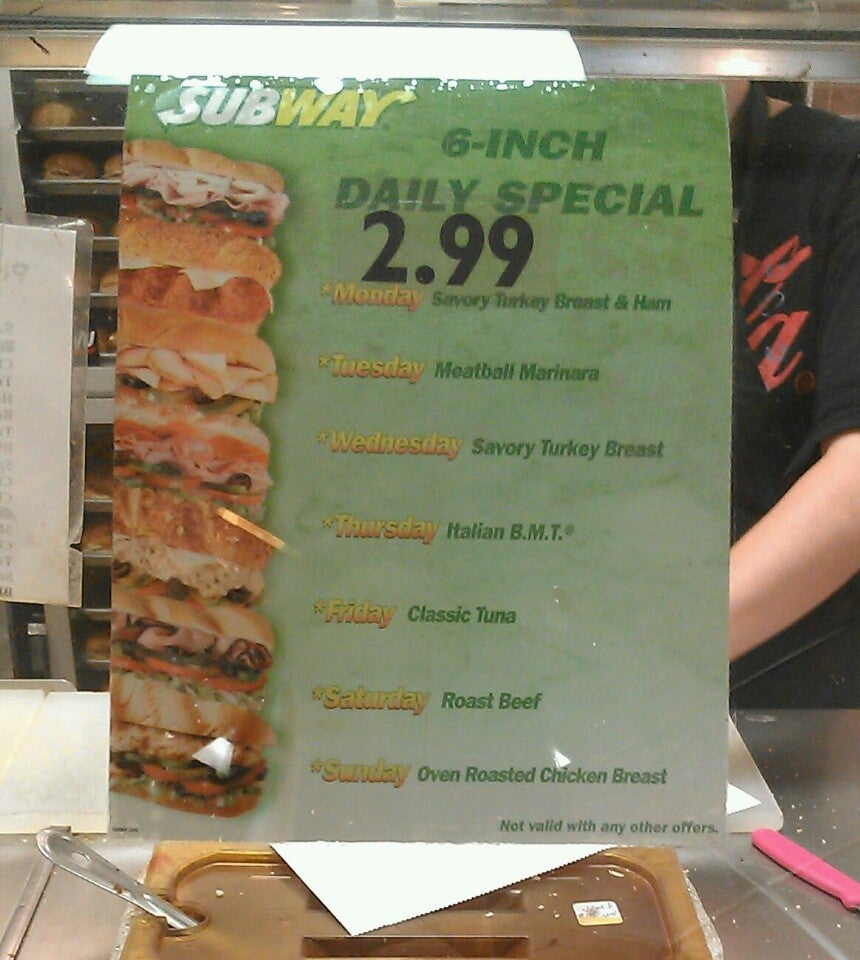 SUBWAY
6-INCH
DAILY SPECIAL
2.99
*Monday Savory Turkey Breast & Ham
*Tuesday Meatball Marinara
*Wednesday Savory Turkey Breast
*Thursday Italian B.M.T.®
*Friday Classic Tuna
*Saturday Roast Beef
*Sunday Oven Roasted Chicken Breast
Not valid with any other offers.